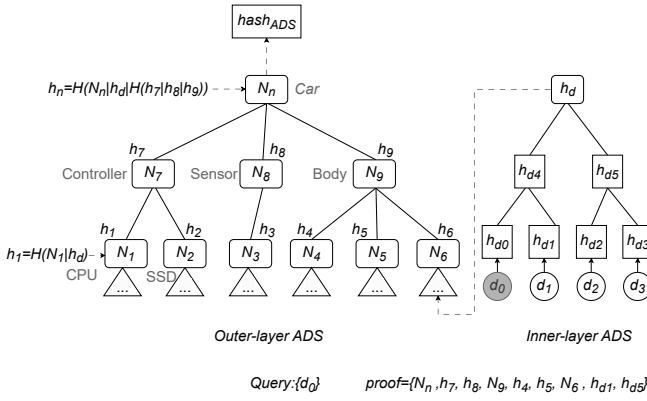 hash_ADS
h_n=H(N_n|h_d|H(h_7|h_8|h_9))
N_n
Car
h_d
h_7
h_8
h_9
Controller
N_7
Sensor
N_8
Body
N_9
h_d4
h_d5
h_1
h_2
h_3
h_4
h_5
h_6
h_1=H(N_1|h_d)
N_1
N_2
N_3
N_4
N_5
N_6
h_d0
h_d1
h_d2
h_d3
CPU
SSD
...
...
...
...
...
...
d_0
d_1
d_2
d_3
Outer-layer ADS
Inner-layer ADS
Query:{d_0}
proof={N_n ,h_7, h_8, N_9, h_4, h_5, N_6 , h_d1, h_d5}